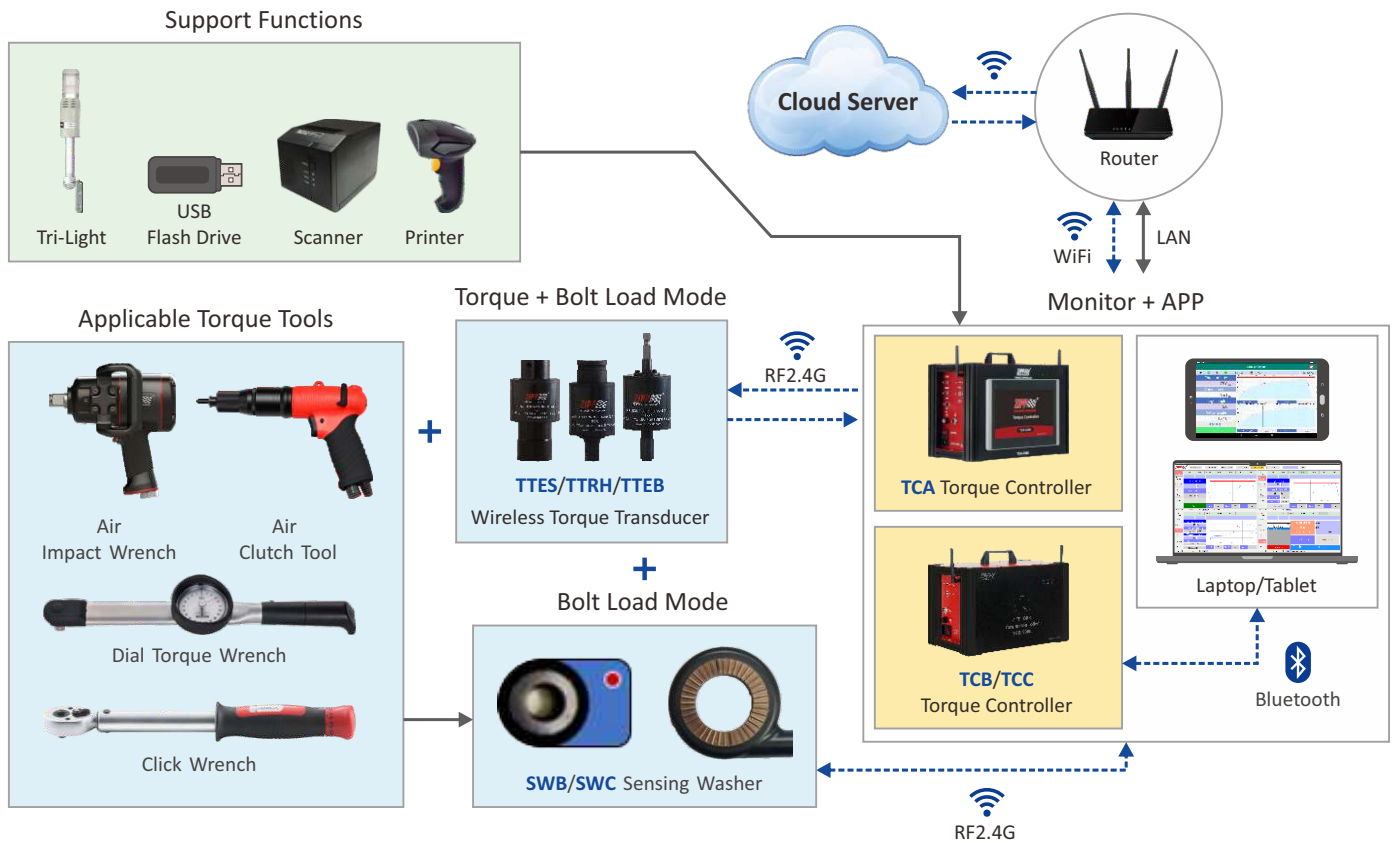 Support Functions
Tri-Light
USB
Flash Drive
Scanner
Printer
Cloud Server
Router
WiFi
LAN
Monitor + APP
Applicable Torque Tools
Air
Impact Wrench
Air
Clutch Tool
Dial Torque Wrench
Click Wrench
+
Torque + Bolt Load Mode
TTES/TTRH/TTEB
Wireless Torque Transducer
+
Bolt Load Mode
SWB/SWC Sensing Washer
RF2.4G
Torque Controller
TCA Torque Controller
TCB/TCC
Torque Controller
Laptop/Tablet
Bluetooth
RF2.4G